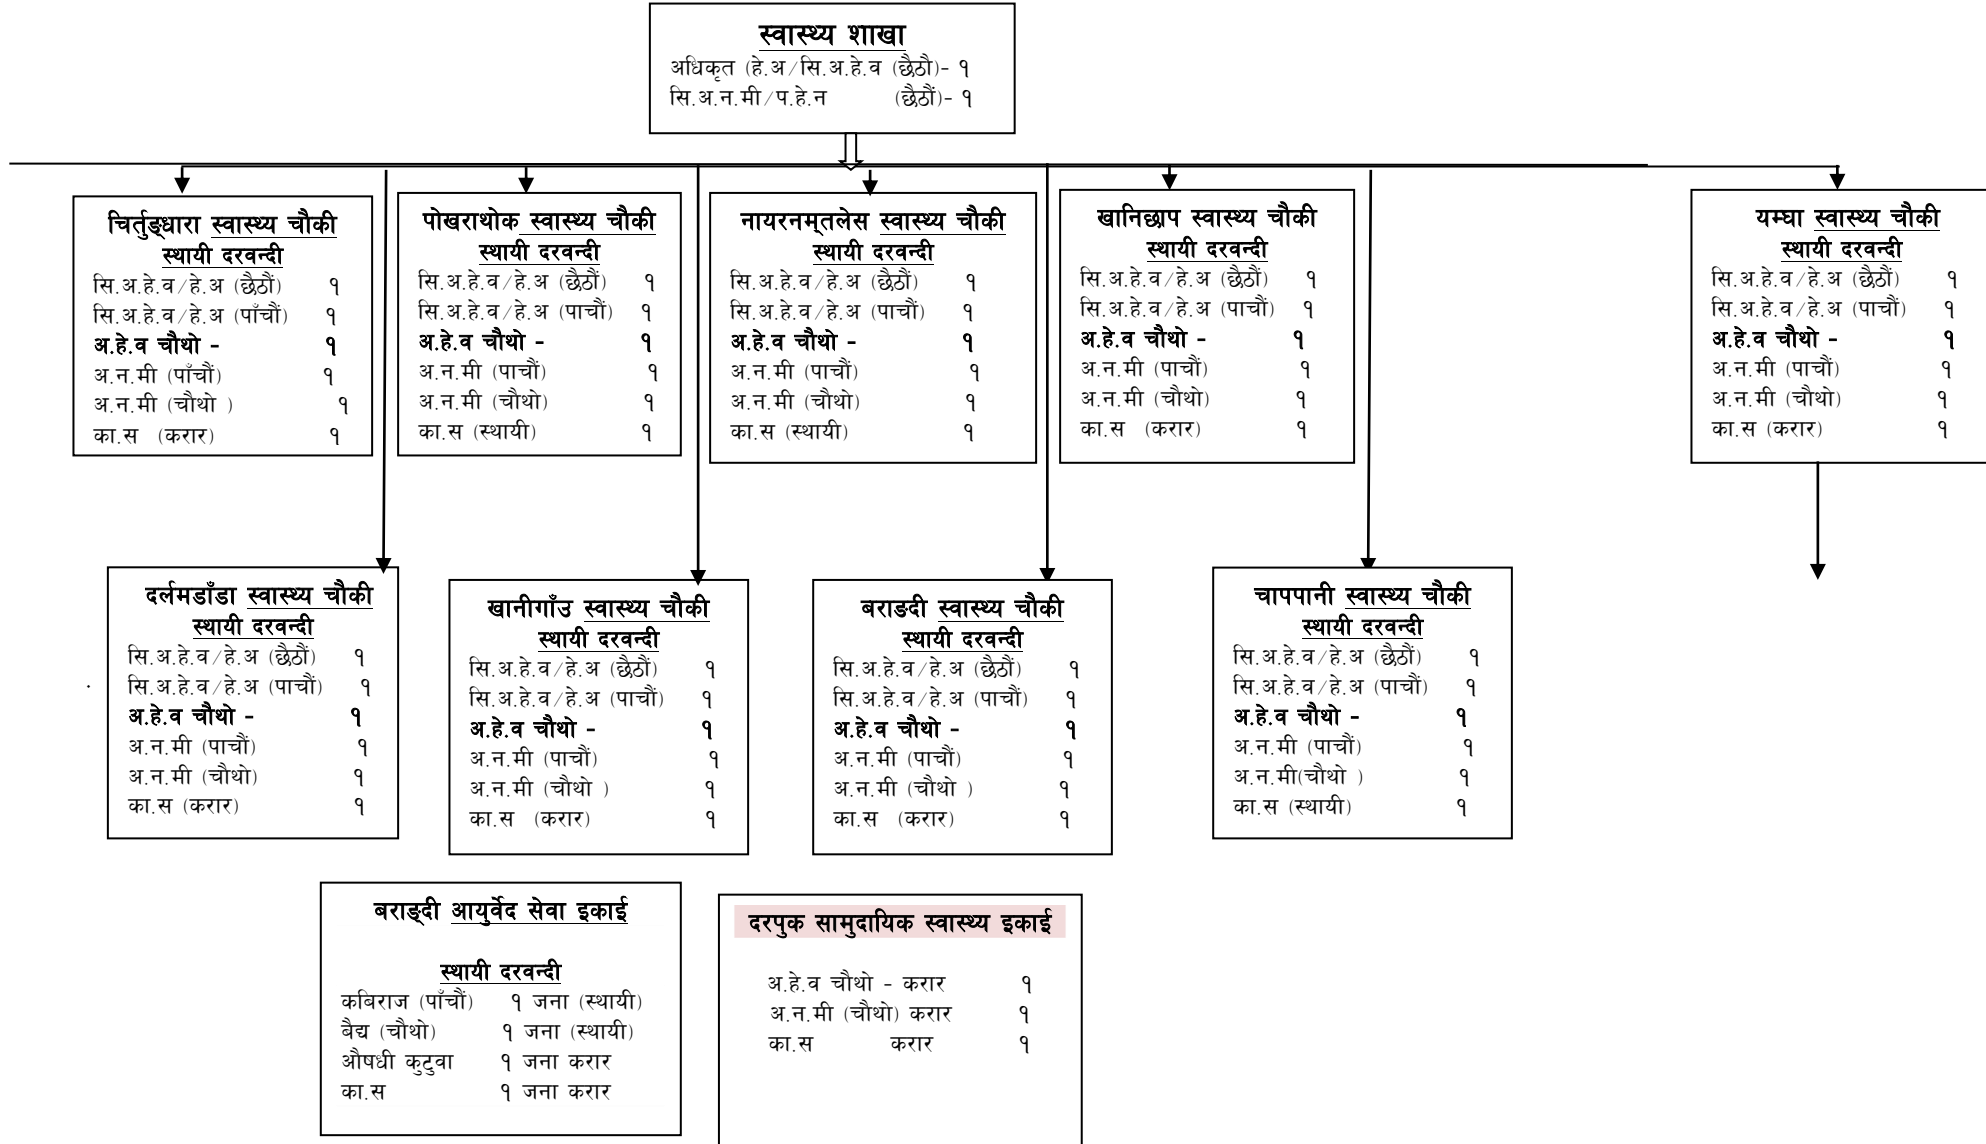 स्वास्थ्य शाखा
अधिकृत (हे.अ/सि.अ.हे.व (छैठौ)- १
सि.अ.न.मी/प.हे.न (छैठौं)- १
चिर्तुङ्धारा स्वास्थ्य चौकी
स्थायी दरवन्दी
सि.अ.हे.व/हे.अ (छैठौं) १
सि.अ.हे.व/हे.अ (पाँचौं) १
अ.हे.व चौथो - १
अ.न.मी (पाँचौं) १
अ.न.मी (चौथो ) १
का.स (करार) १
पोखराथोक स्वास्थ्य चौकी
स्थायी दरवन्दी
सि.अ.हे.व/हे.अ (छैठौं) १
सि.अ.हे.व/हे.अ (पाचौं) १
अ.हे.व चौथो - १
अ.न.मी (पाचौं) १
अ.न.मी (चौथो) १
का.स (स्थायी) १
नायरनम्तलेस स्वास्थ्य चौकी
स्थायी दरवन्दी
सि.अ.हे.व/हे.अ (छैठौं) १
सि.अ.हे.व/हे.अ (पाचौं) १
अ.हे.व चौथो - १
अ.न.मी (पाचौं) १
अ.न.मी (चौथो) १
का.स (स्थायी) १
खानिछाप स्वास्थ्य चौकी
स्थायी दरवन्दी
सि.अ.हे.व/हे.अ (छैठौं) १
सि.अ.हे.व/हे.अ (पाचौं) १
अ.हे.व चौथो - १
अ.न.मी (पाचौं) १
अ.न.मी (चौथो) १
का.स (करार) १
यम्घा स्वास्थ्य चौकी
स्थायी दरवन्दी
सि.अ.हे.व/हे.अ (छैठौं) १
सि.अ.हे.व/हे.अ (पाचौं) १
अ.हे.व चौथो - १
अ.न.मी (पाचौं) १
अ.न.मी (चौथो) १
का.स (करार) १
दर्लमडाँडा स्वास्थ्य चौकी
स्थायी दरवन्दी
सि.अ.हे.व/हे.अ (छैठौं) १
सि.अ.हे.व/हे.अ (पाचौं) १
अ.हे.व चौथो - १
अ.न.मी (पाचौं) १
अ.न.मी (चौथो) १
का.स (करार) १
खानीगाँउ स्वास्थ्य चौकी
स्थायी दरवन्दी
सि.अ.हे.व/हे.अ (छैठौं) १
सि.अ.हे.व/हे.अ (पाचौं) १
अ.हे.व चौथो - १
अ.न.मी (पाचौं) १
अ.न.मी (चौथो ) १
का.स (करार) १
बराङदी स्वास्थ्य चौकी
स्थायी दरवन्दी
सि.अ.हे.व/हे.अ (छैठौं) १
सि.अ.हे.व/हे.अ (पाचौं) १
अ.हे.व चौथो - १
अ.न.मी (पाचौं) १
अ.न.मी (चौथो ) १
का.स (करार) १
चापपानी स्वास्थ्य चौकी
स्थायी दरवन्दी
सि.अ.हे.व/हे.अ (छैठौं) १
सि.अ.हे.व/हे.अ (पाचौं) १
अ.हे.व चौथो - १
अ.न.मी (पाचौं) १
अ.न.मी(चौथो ) १
का.स (स्थायी) १
बराङ्दी आयुर्वेद सेवा इकाई
स्थायी दरवन्दी
कबिराज (पाँचौं) १ जना (स्थायी)
बैद्य (चौथो) १ जना (स्थायी)
औषधी कुटुवा १ जना करार
का.स १ जना करार
दरपुक सामुदायिक स्वास्थ्य इकाई
अ.हे.व चौथो - करार १
अ.न.मी (चौथो) करार १
का.स करार १